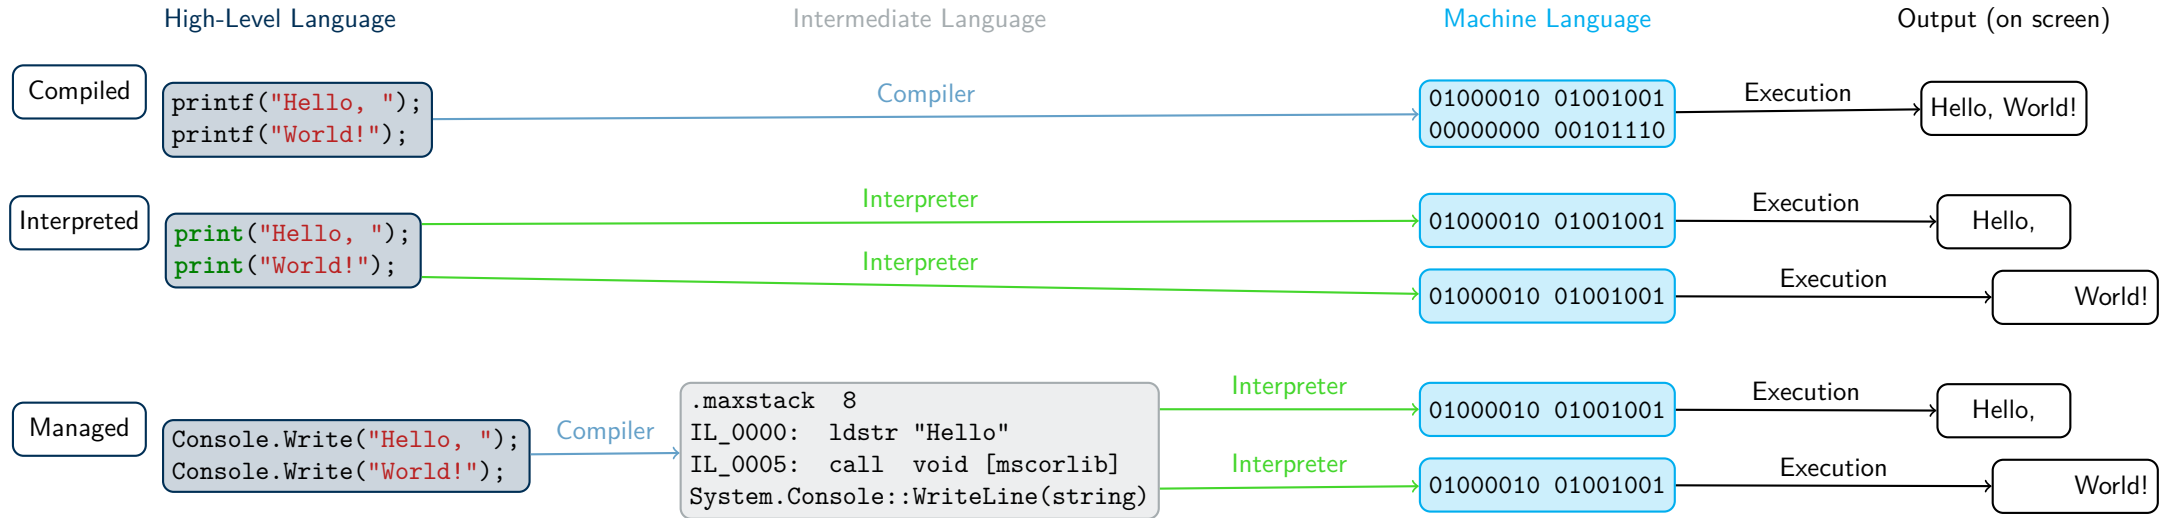 High-Level Language Intermediate Language Machine Language Output (on screen)
Compiled
printf("Hello, ");
printf("World!");
Compiler
01000010 01001001
00000000 00101110
Execution
Hello, World!
Interpreted
print("Hello, ");
print("World!");
Interpreter
01000010 01001001
Execution
Hello,
Interpreter
01000010 01001001
Execution
World!
Managed
Console.Write("Hello, ");
Console.Write("World!");
Compiler
.maxstack  8
IL_0000:  ldstr "Hello"
IL_0005:  call  void [mscorlib]
System.Console::WriteLine(string)
Interpreter
01000010 01001001
Execution
Hello,
Interpreter
01000010 01001001
Execution
World!